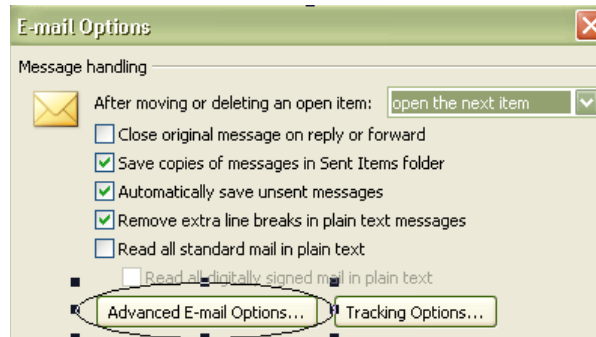 E-mail Options
Message handling
After moving or deleting an open item: open the next item
Close original message on reply or forward
Save copies of messages in Sent Items folder
Automatically save unsent messages
Remove extra line breaks in plain text messages
Read all standard mail in plain text
Read all digitally signed mail in plain text
Advanced E-mail Options... Tracking Options...